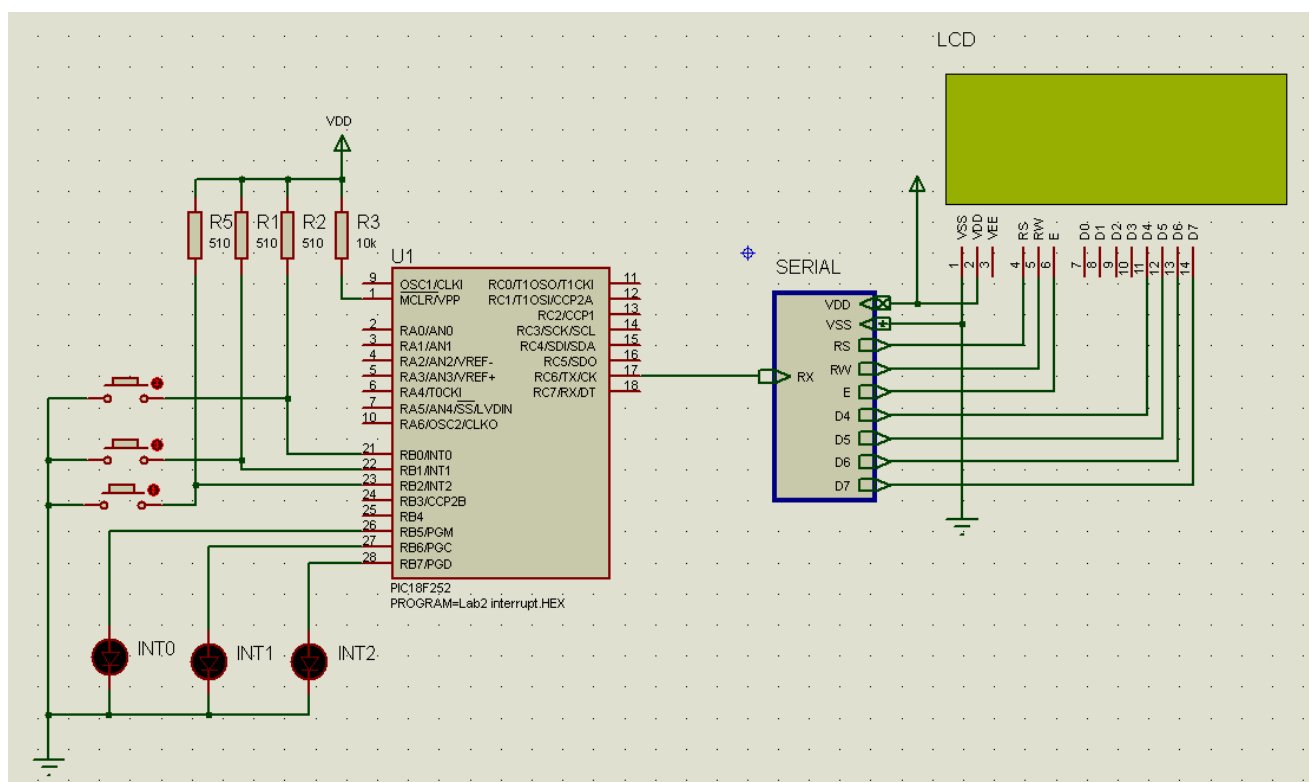 LCD
VDD
R5
510
R1
510
R2
510
R3
10k
U1
9 OSC1/CLKI
1 MCLR/VPP
2 RA0/AN0
3 RA1/AN1
4 RA2/AN2/VREF-
5 RA3/AN3/VREF+
6 RA4/T0CKI
7 RA5/AN4/SS/LVDIN
10 RA6/OSC2/CLKO
21 RB0/INT0
22 RB1/INT1
23 RB2/INT2
24 RB3/CCP2B
25 RB4
26 RB5/PGM
27 RB6/PGC
28 RB7/PGD
RC0/T1OSO/T1CKI 11
RC1/T1OSI/CCP2A 12
RC2/CCP1 13
RC3/SCK/SCL 14
RC4/SDI/SDA 15
RC5/SDO 16
RC6/TX/CK 17
RC7/RX/DT 18
PIC18F252
PROGRAM=Lab2 interrupt.HEX
INT0
INT1
INT2
SERIAL
RX
VDD
VSS
RS
RW
E
D4
D5
D6
D7
VSS VDD VEE RS RW E D0 D1 D2 D3 D4 D5 D6 D7
1 2 3 4 5 6 7 8 9 10 11 12 13 14